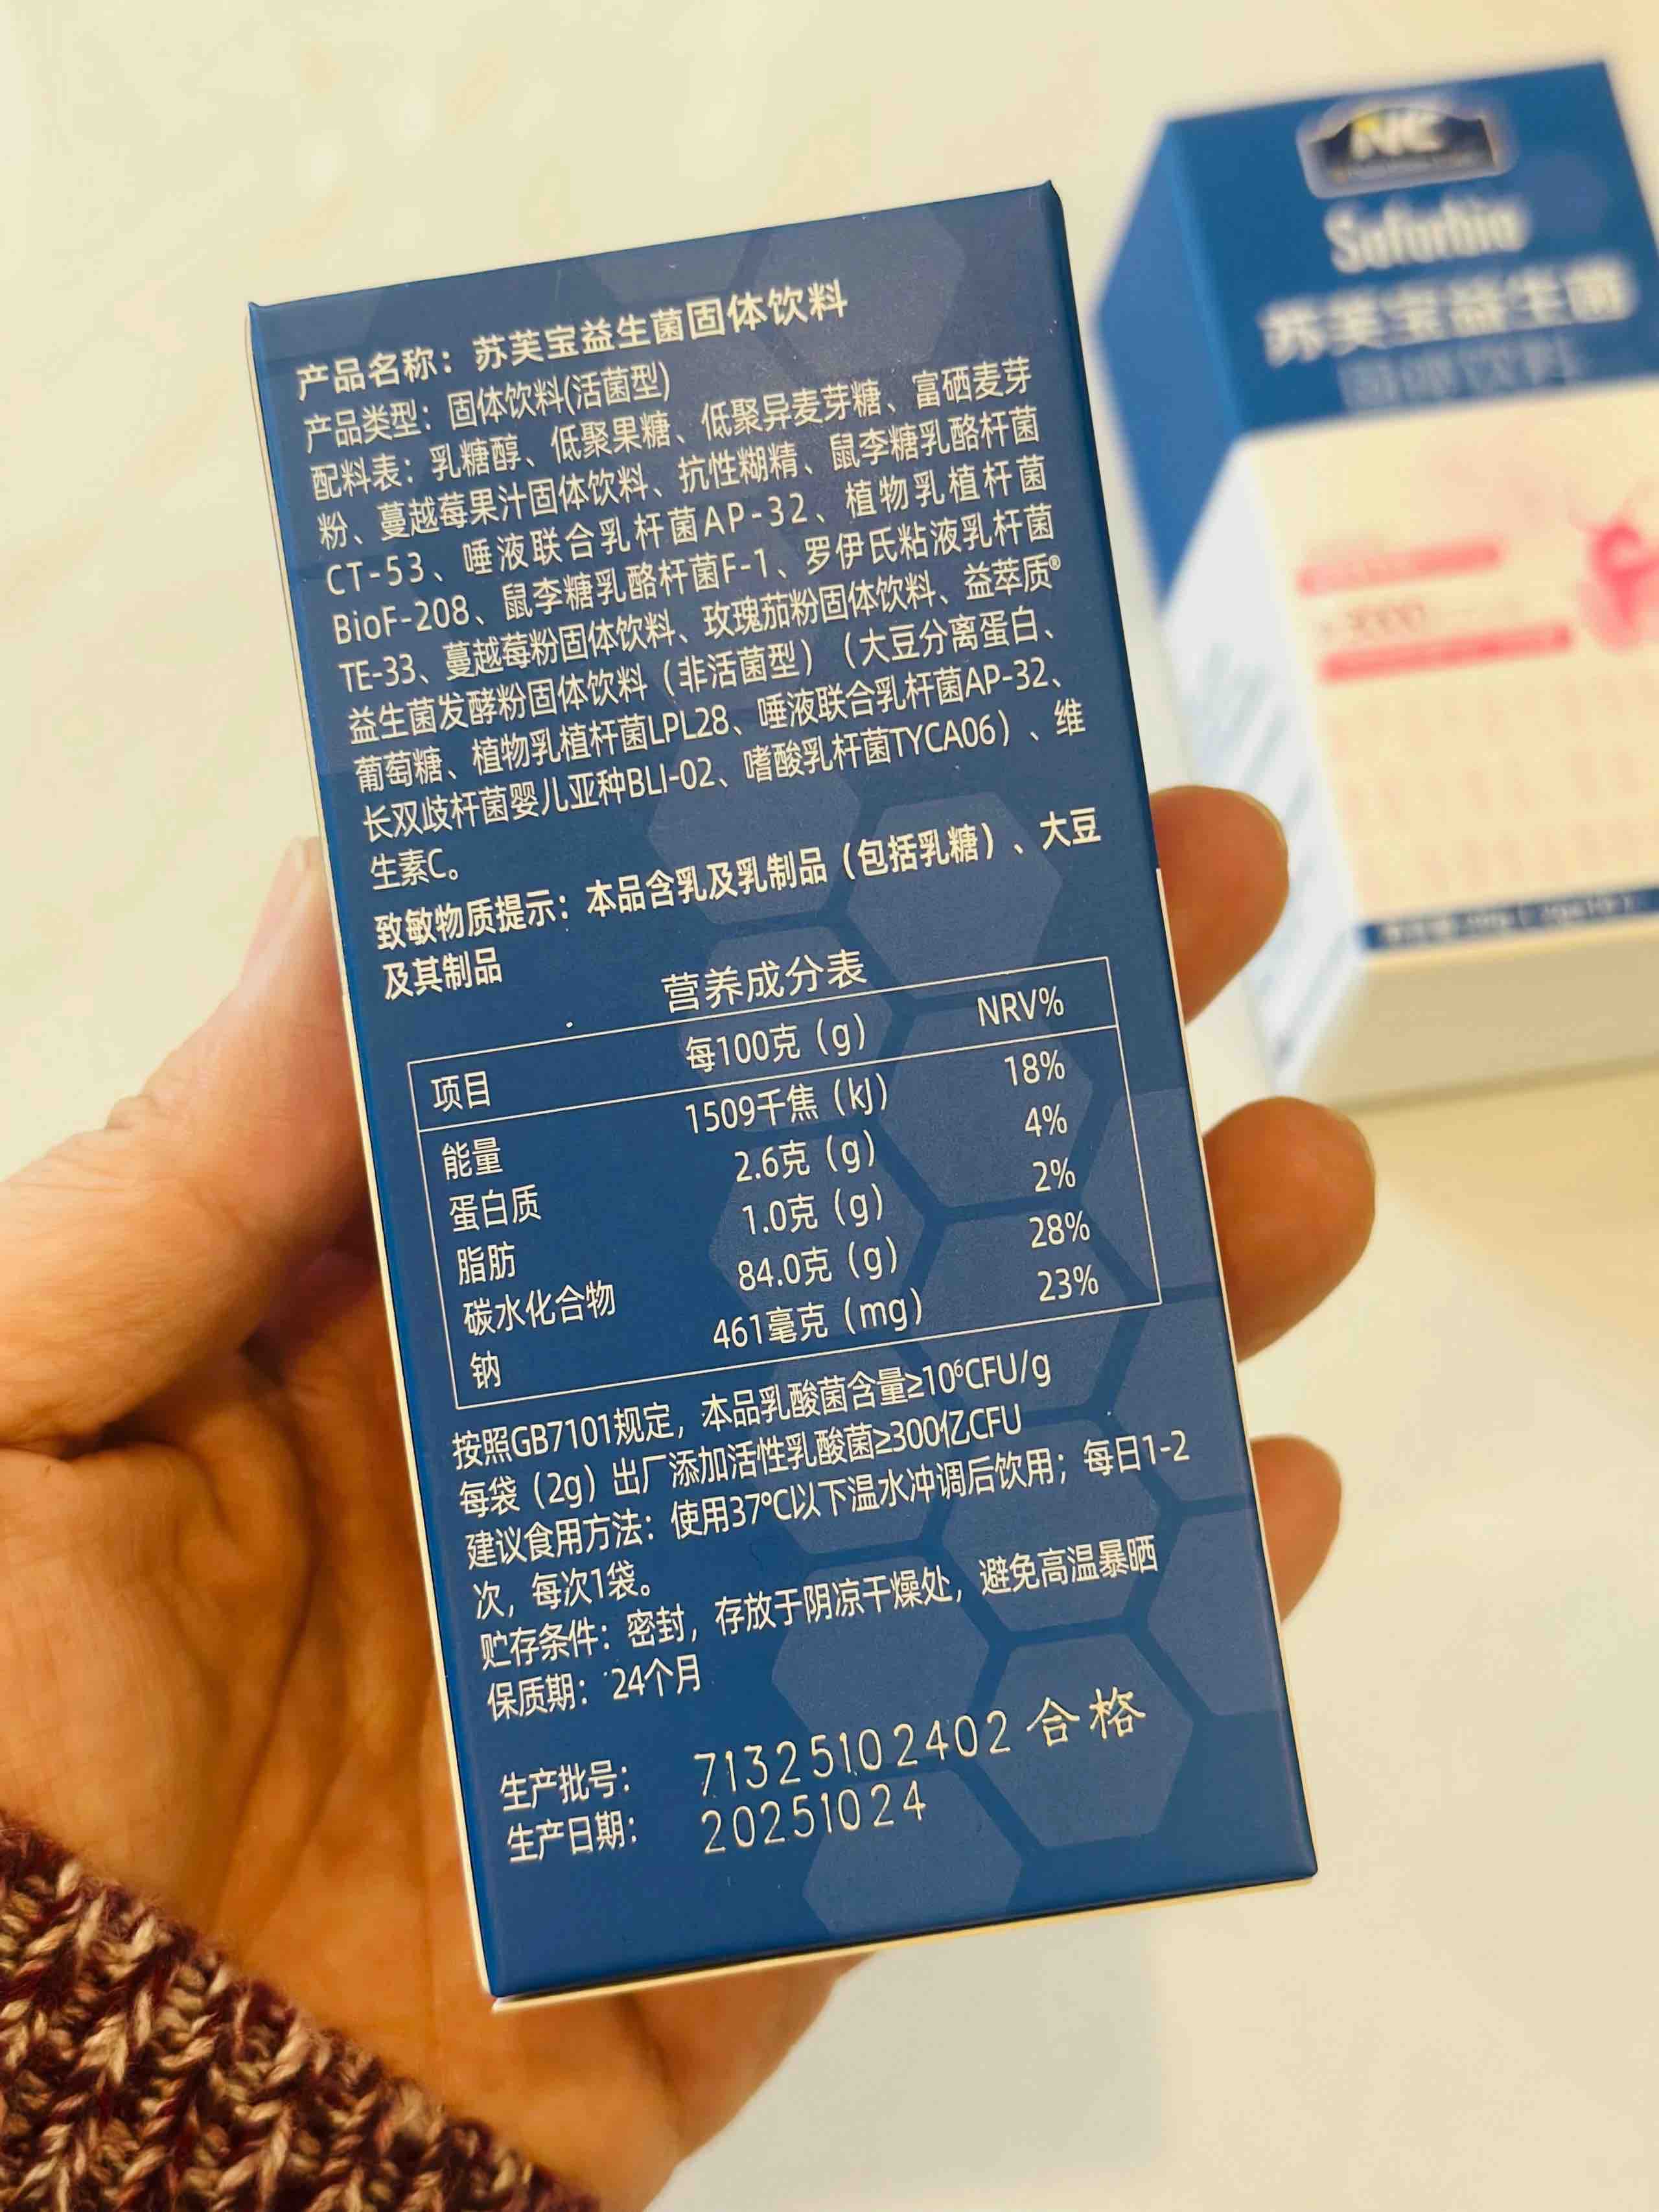 产品名称：苏芙宝益生菌固体饮料
产品类型：固体饮料(活菌型)
配料表：乳糖醇、低聚果糖、低聚异麦芽糖、富硒麦芽
粉、蔓越莓果汁固体饮料、抗性糊精、鼠李糖乳酪杆菌
CT-53、唾液联合乳杆菌AP-32、植物乳植杆菌
BioF-208、鼠李糖乳酪杆菌F-1、罗伊氏粘液乳杆菌
TE-33、蔓越莓粉固体饮料、玫瑰茄粉固体饮料、益萃质®
益生菌发酵粉固体饮料（非活菌型）（大豆分离蛋白、
葡萄糖、植物乳植杆菌LPL28、唾液联合乳杆菌AP-32、
长双歧杆菌婴儿亚种BLI-02、嗜酸乳杆菌TYCA06）、维
生素C。
致敏物质提示：本品含乳及乳制品（包括乳糖）、大豆
及其制品
营养成分表
项目 每100克（g） NRV%
能量 1509千焦（kJ） 18%
蛋白质 2.6克（g） 4%
脂肪 1.0克（g） 2%
碳水化合物 84.0克（g） 28%
钠 461毫克（mg） 23%
按照GB7101规定，本品乳酸菌含量≥10⁶CFU/g
每袋（2g）出厂添加活性乳酸菌≥300亿CFU
建议食用方法：使用37℃以下温水冲调后饮用；每日1-2
次，每次1袋。
贮存条件：密封，存放于阴凉干燥处，避免高温暴晒
保质期：24个月
生产批号： 71325102402 合格
生产日期： 20251024
NC
Sofurbio
苏芙宝益生菌
固体饮料